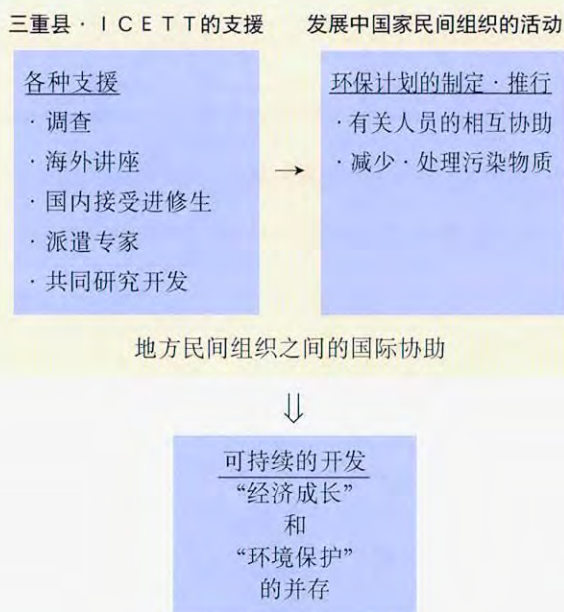 三重县·ICETT的支援
各种支援
·调查
·海外讲座
·国内接受进修生
·派遣专家
·共同研究开发
→
发展中国家民间组织的活动
环保计划的制定·推行
·有关人员的相互协助
·减少·处理污染物质
地方民间组织之间的国际协助
⇓
可持续的开发
“经济成长”
和
“环境保护”
的并存